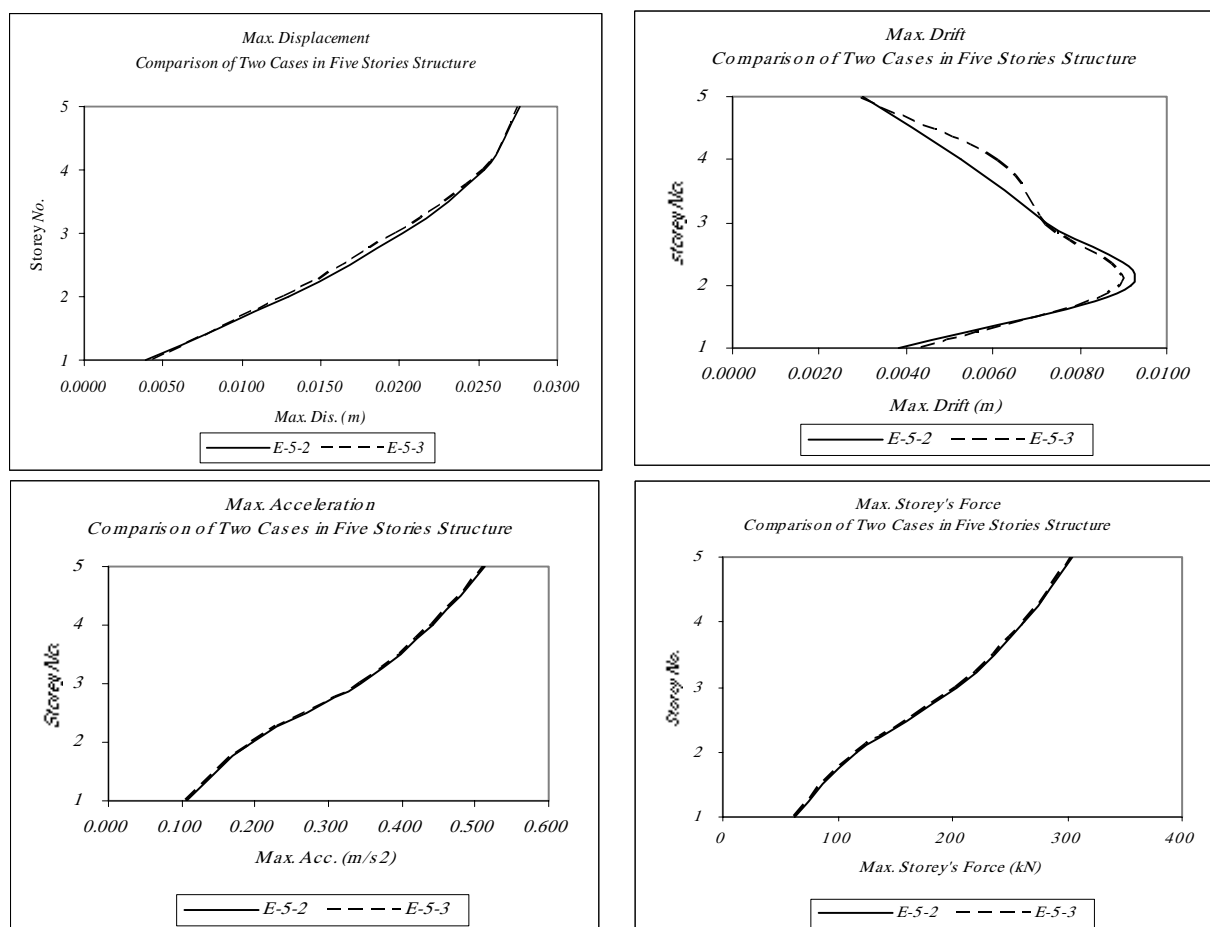 Max. Displacement
Comparison of Two Cases in Five Stories Structure
5
4
3
2
1
Storey No.
0.0000 0.0050 0.0100 0.0150 0.0200 0.0250 0.0300
Max. Dis. (m)
E-5-2 E-5-3
Max. Drift
Comparison of Two Cases in Five Stories Structure
5
4
3
2
1
Storey No.
0.0000 0.0020 0.0040 0.0060 0.0080 0.0100
Max. Drift (m)
E-5-2 E-5-3
Max. Acceleration
Comparison of Two Cases in Five Stories Structure
5
4
3
2
1
Storey No.
0.000 0.100 0.200 0.300 0.400 0.500 0.600
Max. Acc. (m/s2)
E-5-2 E-5-3
Max. Storey's Force
Comparison of Two Cases in Five Stories Structure
5
4
3
2
1
Storey No.
0 100 200 300 400
Max. Storey's Force (kN)
E-5-2 E-5-3